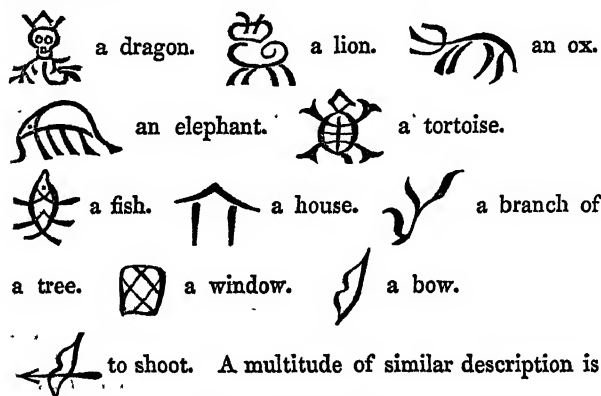 a dragon. a lion. an ox.
an elephant. a tortoise.
a fish. a house. a branch of
a tree. a window. a bow.
to shoot. A multitude of similar description is